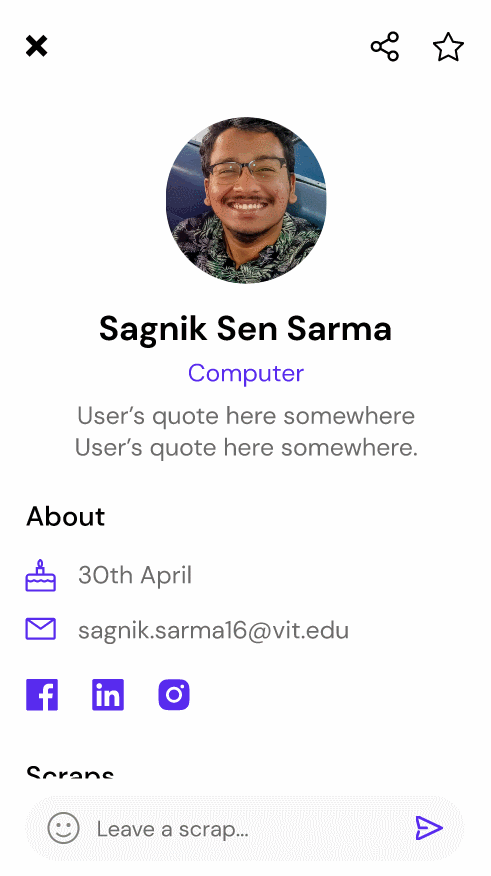 Sagnik Sen Sarma
Computer
User’s quote here somewhere
User’s quote here somewhere.
About
30th April
sagnik.sarma16@vit.edu
Scraps
Leave a scrap...